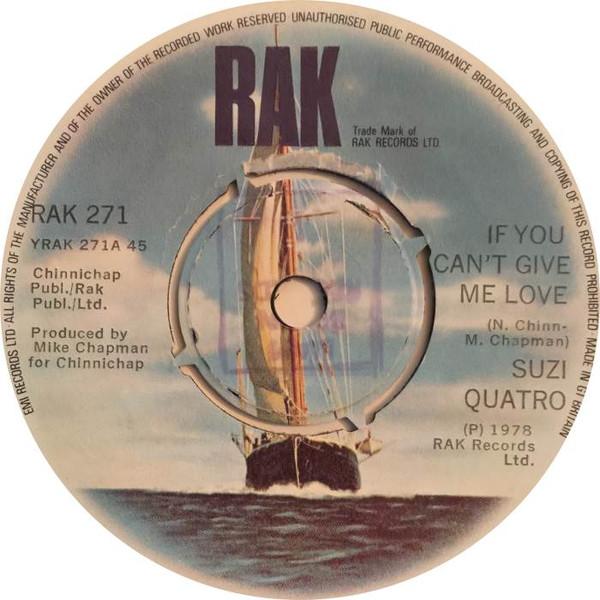 EMI RECORDS LTD·ALL RIGHTS OF THE MANUFACTURER AND OF THE OWNER OF THE RECORDED WORK RESERVED UNAUTHORISED PUBLIC PERFORMANCE BROADCASTING AND COPYING OF THIS RECORD PROHIBITED MADE IN GT BRITAIN
RAK
Trade Mark of
RAK RECORDS LTD.
RAK 271
YRAK 271A 45
Chinnichap
Publ./Rak
Publ./Ltd.
Produced by
Mike Chapman
for Chinnichap
IF YOU
CAN'T GIVE
ME LOVE
(N. Chinn-
M. Chapman)
SUZI
QUATRO
(P) 1978
RAK Records
Ltd.